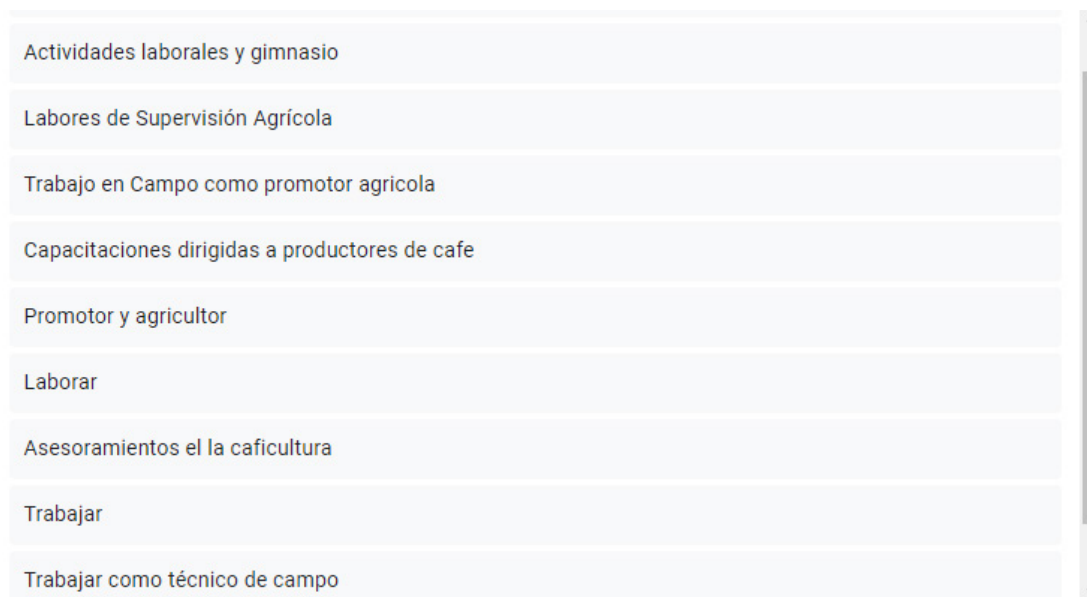 Actividades laborales y gimnasio
Labores de Supervisión Agrícola
Trabajo en Campo como promotor agricola
Capacitaciones dirigidas a productores de cafe
Promotor y agricultor
Laborar
Asesoramientos el la caficultura
Trabajar
Trabajar como técnico de campo